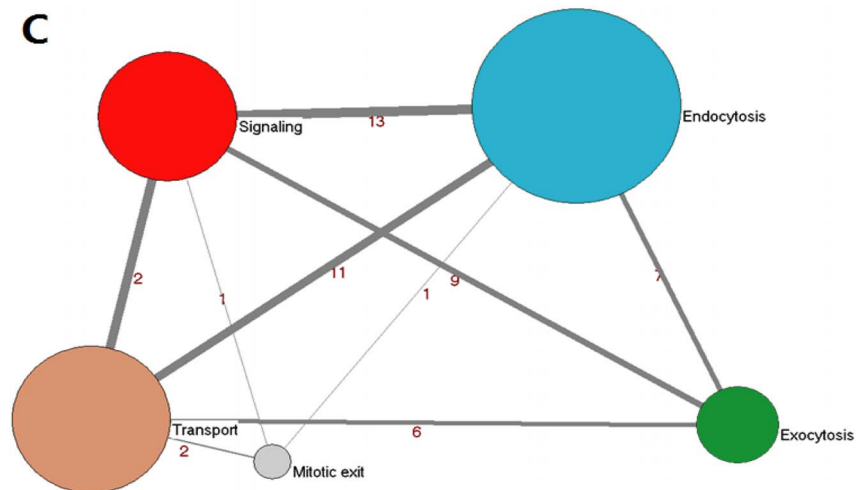 C
Signaling
13
Endocytosis
2
11
1
9
7
1
Transport
6
2
Mitotic exit
Exocytosis